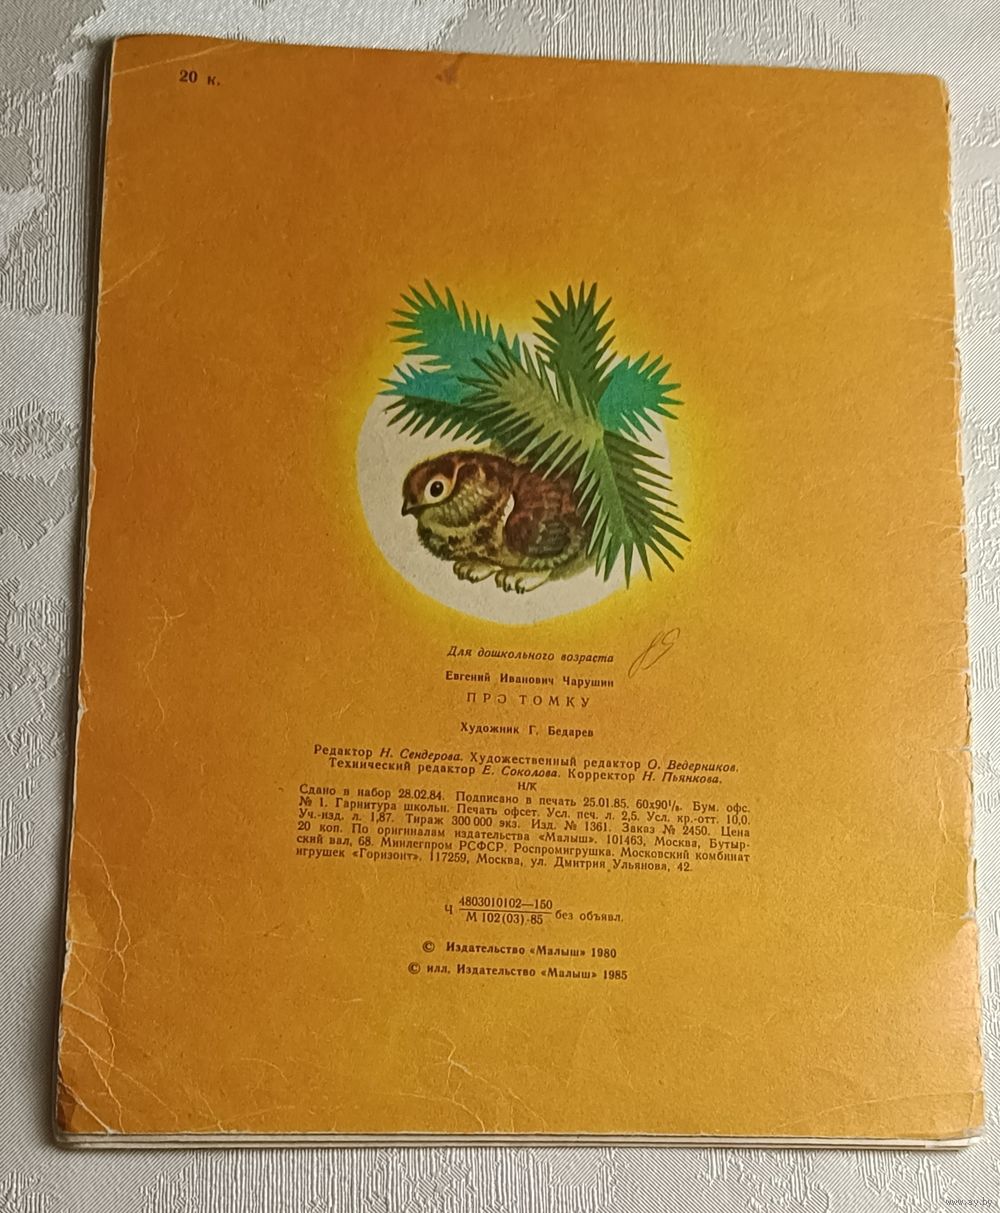 20 к.
Для дошкольного возраста
Евгений Иванович Чарушин
ПРО ТОМКУ
Художник Г. Бедарев
Редактор Н. Сендерова. Художественный редактор О. Ведерников.
Технический редактор Е. Соколова. Корректор Н. Пьянкова.
Н/К
Сдано в набор 28.02.84. Подписано в печать 25.01.85. 60х90¹/₈. Бум. офс.
№ 1. Гарнитура школьн. Печать офсет. Усл. печ. л. 2,5. Усл. кр.-отт. 10,0.
Уч.-изд. л. 1,87. Тираж 300 000 экз. Изд. № 1361. Заказ № 2450. Цена
20 коп. По оригиналам издательства «Малыш». 101463, Москва, Бутыр-
ский вал, 68. Минлегпром РСФСР. Роспромигрушка. Московский комбинат
игрушек «Горизонт». 117259, Москва, ул. Дмитрия Ульянова, 42.
Ч 4803010102—150
М 102(03)-85 без объявл.
© Издательство «Малыш» 1980
© илл. Издательство «Малыш» 1985
www.av.by